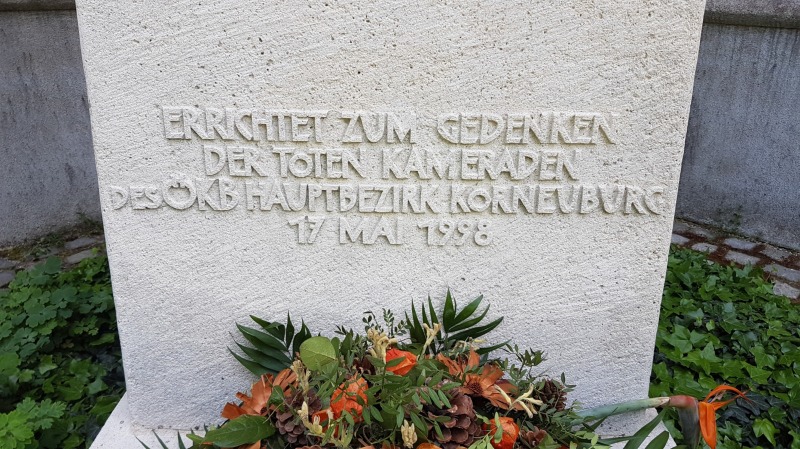 ERRICHTET ZUM GEDENKEN
DER TOTEN KAMERADEN
DES ÖKB HAUPTBEZIRK KORNEUBURG
17 MAI 1998